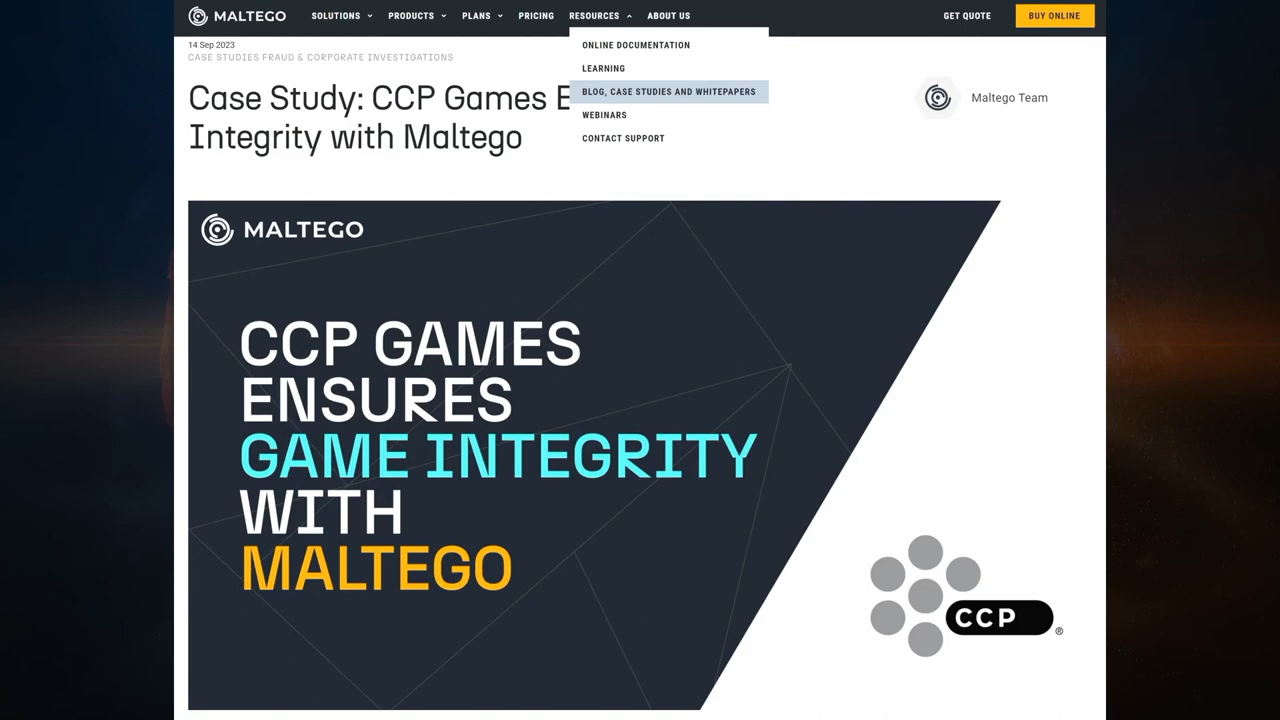 MALTEGO
SOLUTIONS PRODUCTS PLANS PRICING RESOURCES ABOUT US
GET QUOTE BUY ONLINE
ONLINE DOCUMENTATION
LEARNING
BLOG, CASE STUDIES AND WHITEPAPERS
WEBINARS
CONTACT SUPPORT
14 Sep 2023
CASE STUDIES FRAUD & CORPORATE INVESTIGATIONS
Case Study: CCP Games
Integrity with Maltego
Maltego Team
MALTEGO
CCP GAMES
ENSURES
GAME INTEGRITY
WITH
MALTEGO
CCP ®